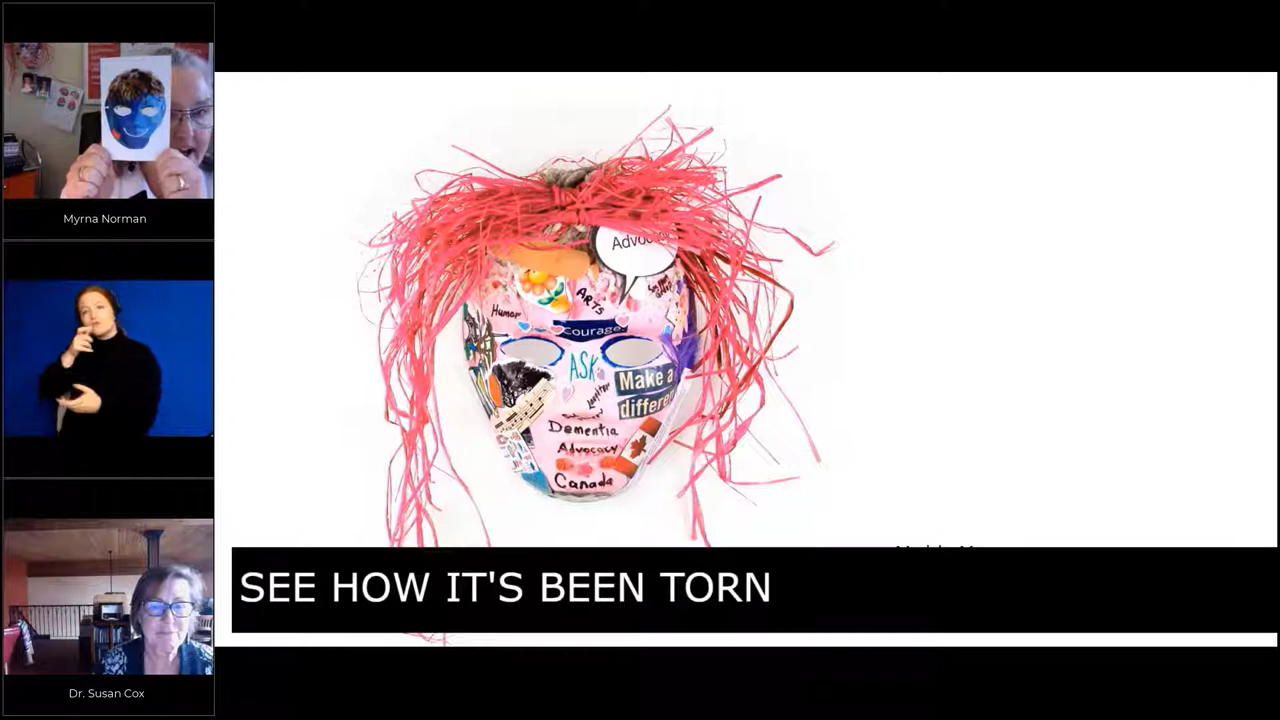 Myrna Norman
Dr. Susan Cox
Advoc
Humor
ARTS
Courage
ASK
Make a
differen
Laughter
Dementia
Advocacy
Canada
SEE HOW IT'S BEEN TORN